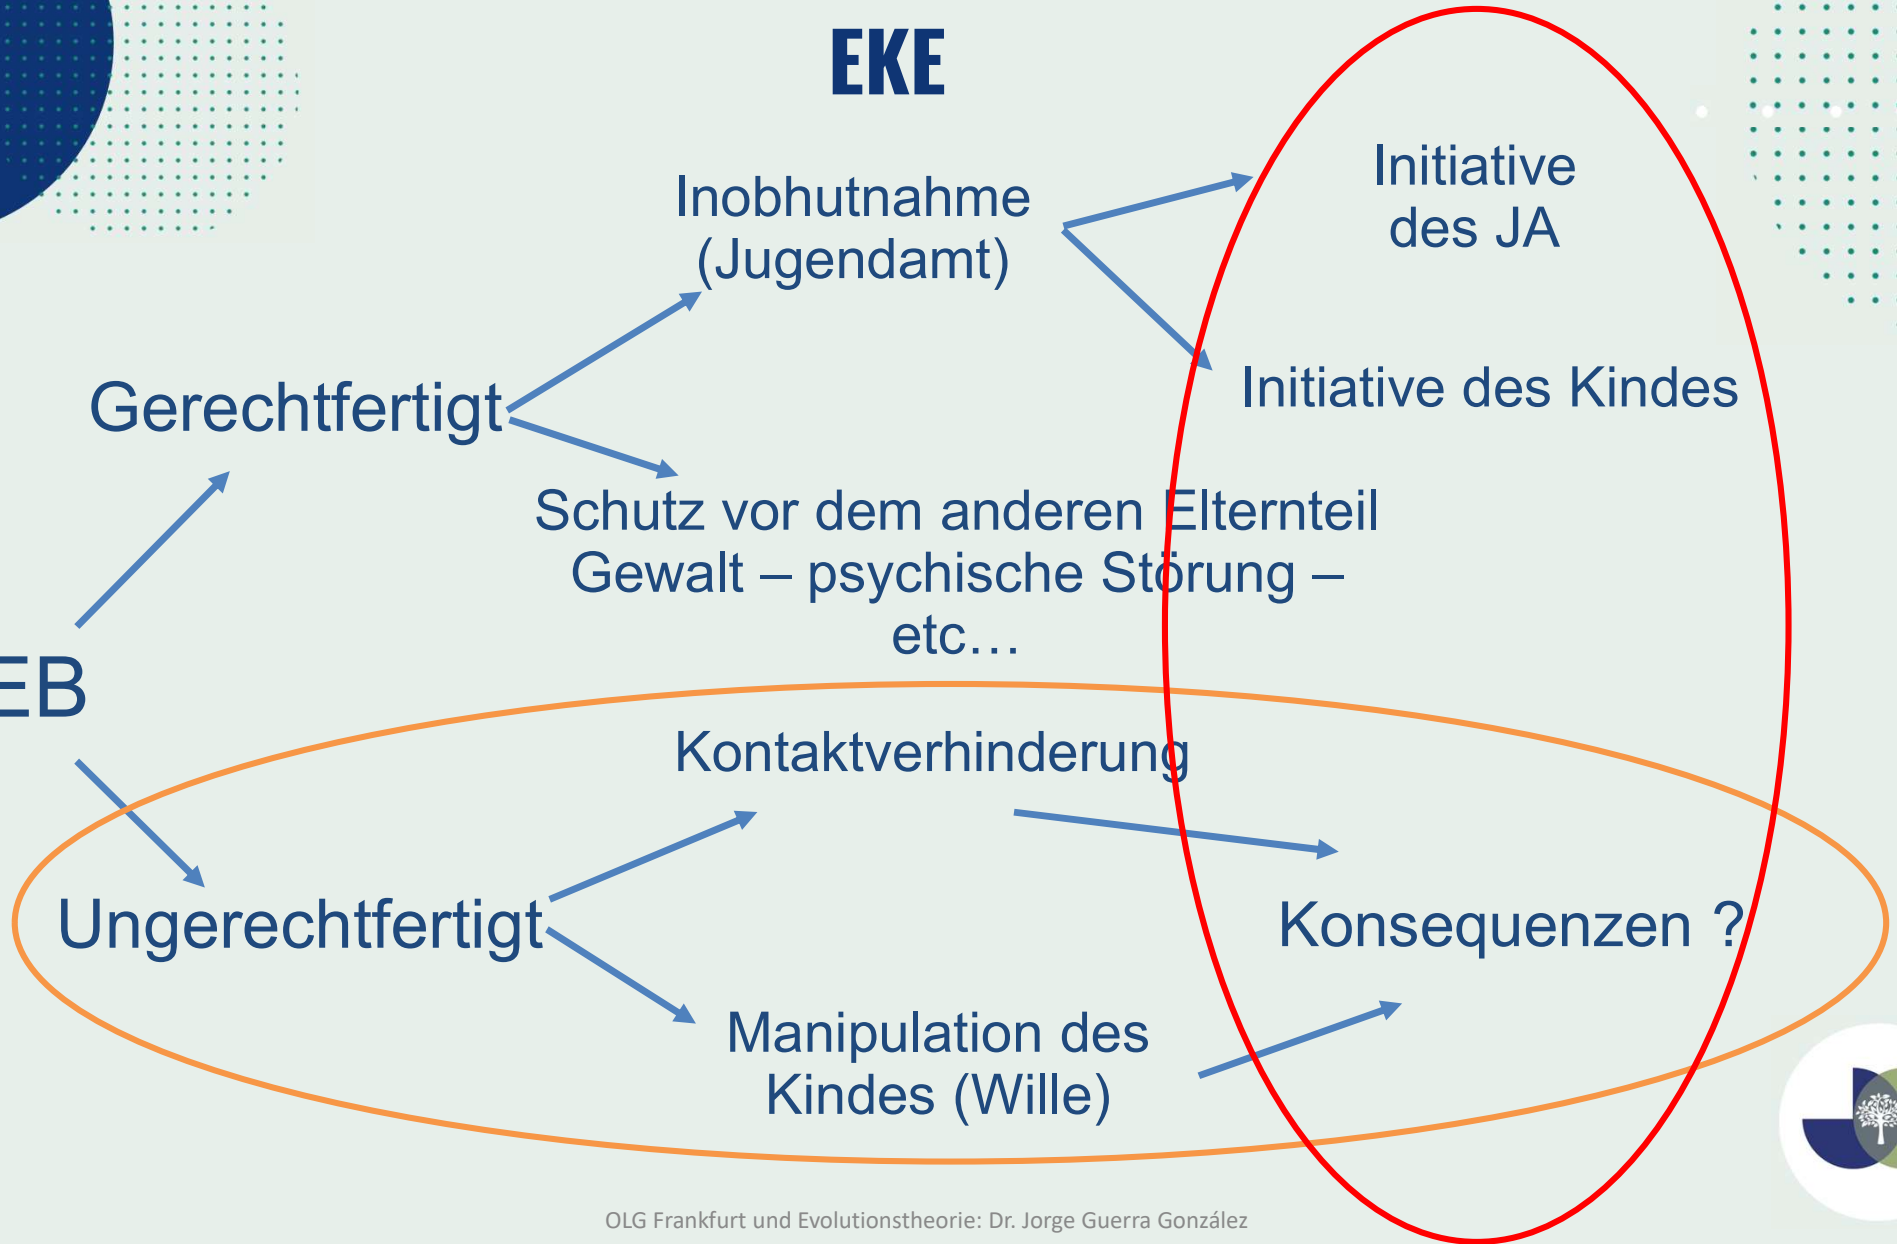 EKE
Inobhutnahme
(Jugendamt)
Initiative
des JA
Gerechtfertigt
Initiative des Kindes
Schutz vor dem anderen Elternteil
Gewalt – psychische Störung –
etc…
EB
Kontaktverhinderung
Ungerechtfertigt
Konsequenzen ?
Manipulation des
Kindes (Wille)
OLG Frankfurt und Evolutionstheorie: Dr. Jorge Guerra González